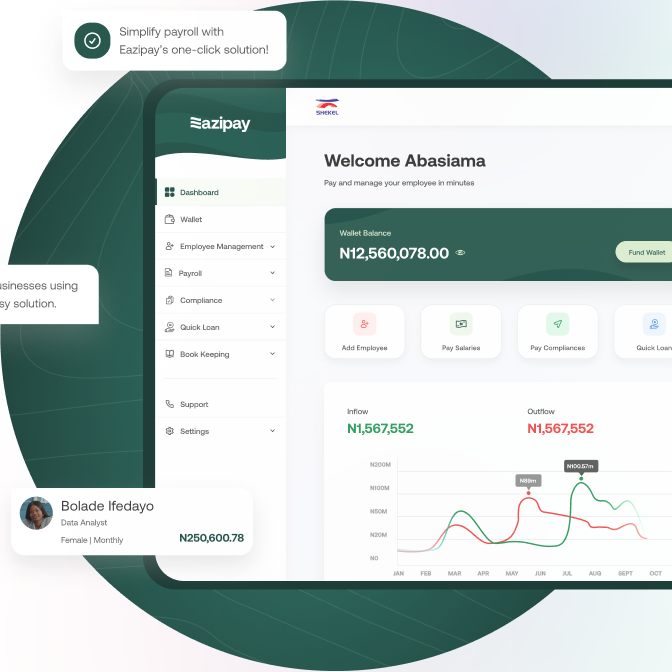 Simplify payroll with
Eazipay's one-click solution!
Eazipay
SHEKEL
Welcome Abasiama
Pay and manage your employee in minutes
Dashboard
Wallet
Employee Management
Payroll
Compliance
Quick Loan
Book Keeping
Support
Settings
Wallet Balance
N12,560,078.00
Fund Wallet
usinesses using
sy solution.
Add Employee
Pay Salaries
Pay Compliances
Quick Loan
Inflow
N1,567,552
Outflow
N1,567,552
N200M
N100M
N50M
N20M
N0
N89m
N100.57m
JAN FEB MAR APR MAY JUN JUL AUG SEPT OCT
Bolade Ifedayo
Data Analyst
Female | Monthly
N250,600.78